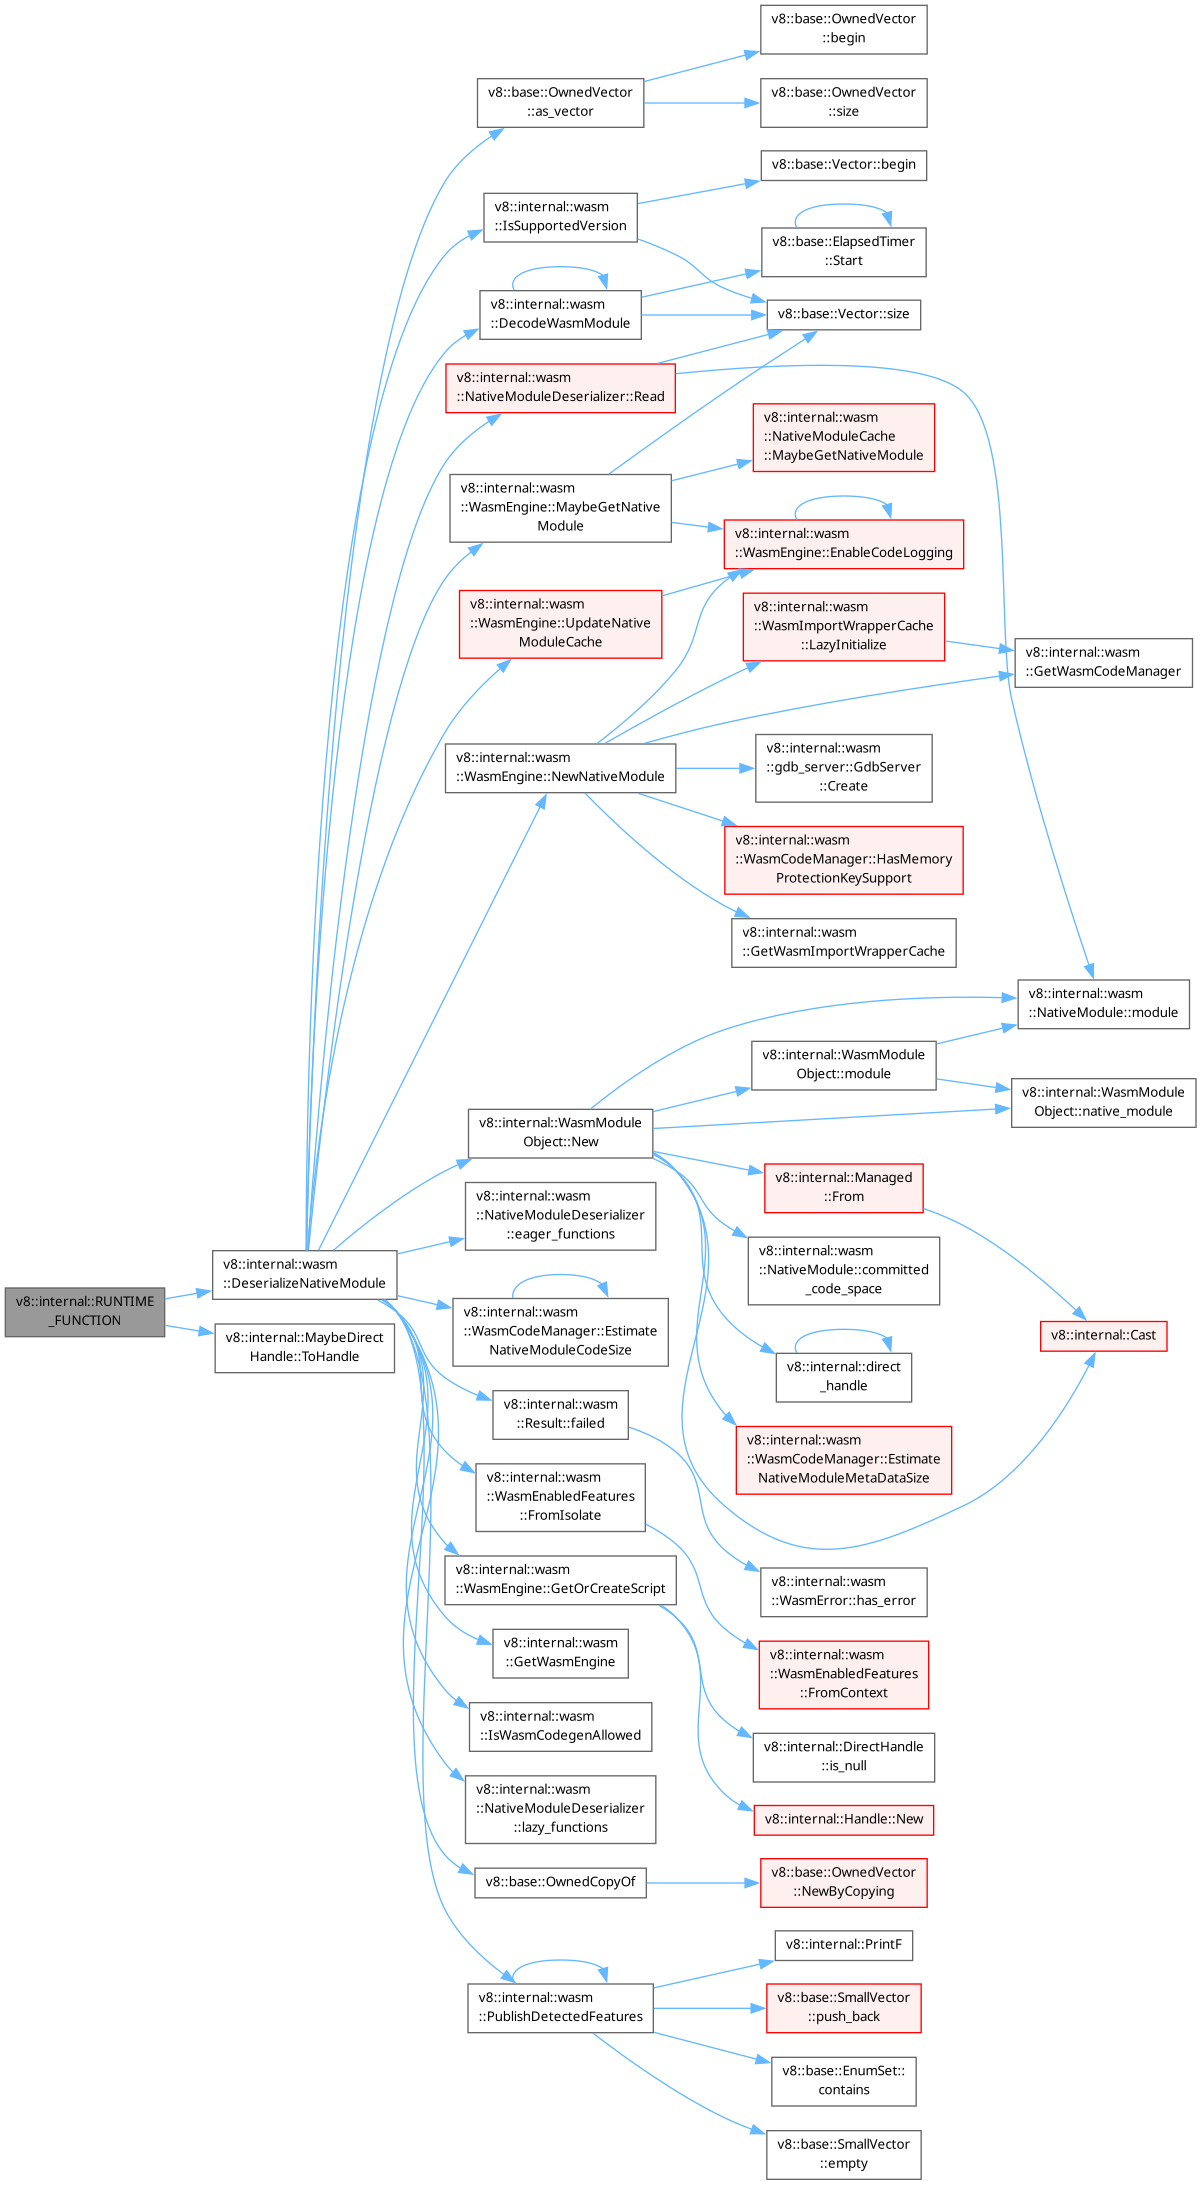 v8::internal::RUNTIME
_FUNCTION
v8::internal::wasm
::DeserializeNativeModule
v8::internal::MaybeDirect
Handle::ToHandle
v8::base::OwnedVector
::as_vector
v8::internal::wasm
::IsSupportedVersion
v8::internal::wasm
::DecodeWasmModule
v8::internal::wasm
::NativeModuleDeserializer::Read
v8::internal::wasm
::WasmEngine::MaybeGetNative
Module
v8::internal::wasm
::WasmEngine::UpdateNative
ModuleCache
v8::internal::wasm
::WasmEngine::NewNativeModule
v8::internal::WasmModule
Object::New
v8::internal::wasm
::NativeModuleDeserializer
::eager_functions
v8::internal::wasm
::WasmCodeManager::Estimate
NativeModuleCodeSize
v8::internal::wasm
::Result::failed
v8::internal::wasm
::WasmEnabledFeatures
::FromIsolate
v8::internal::wasm
::WasmEngine::GetOrCreateScript
v8::internal::wasm
::GetWasmEngine
v8::internal::wasm
::IsWasmCodegenAllowed
v8::internal::wasm
::NativeModuleDeserializer
::lazy_functions
v8::base::OwnedCopyOf
v8::internal::wasm
::PublishDetectedFeatures
v8::base::OwnedVector
::begin
v8::base::OwnedVector
::size
v8::base::Vector::begin
v8::base::ElapsedTimer
::Start
v8::base::Vector::size
v8::internal::wasm
::NativeModuleCache
::MaybeGetNativeModule
v8::internal::wasm
::WasmEngine::EnableCodeLogging
v8::internal::wasm
::WasmImportWrapperCache
::LazyInitialize
v8::internal::wasm
::gdb_server::GdbServer
::Create
v8::internal::wasm
::WasmCodeManager::HasMemory
ProtectionKeySupport
v8::internal::wasm
::GetWasmImportWrapperCache
v8::internal::WasmModule
Object::module
v8::internal::Managed
::From
v8::internal::wasm
::NativeModule::committed
_code_space
v8::internal::direct
_handle
v8::internal::wasm
::WasmCodeManager::Estimate
NativeModuleMetaDataSize
v8::internal::wasm
::WasmError::has_error
v8::internal::wasm
::WasmEnabledFeatures
::FromContext
v8::internal::DirectHandle
::is_null
v8::internal::Handle::New
v8::base::OwnedVector
::NewByCopying
v8::internal::PrintF
v8::base::SmallVector
::push_back
v8::base::EnumSet::
contains
v8::base::SmallVector
::empty
v8::internal::wasm
::GetWasmCodeManager
v8::internal::wasm
::NativeModule::module
v8::internal::WasmModule
Object::native_module
v8::internal::Cast